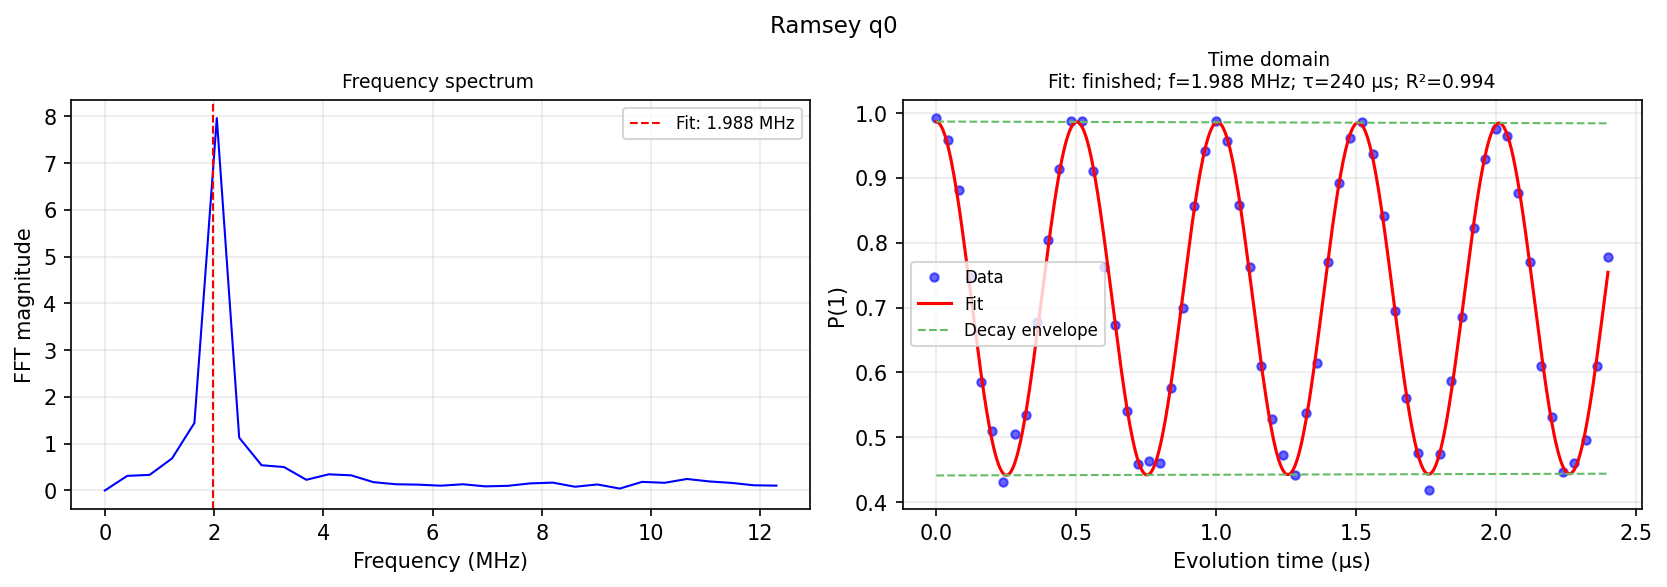 Ramsey q0
Frequency spectrum
Fit: 1.988 MHz
FFT magnitude
8
7
6
5
4
3
2
1
0
0 2 4 6 8 10 12
Frequency (MHz)
Time domain
Fit: finished; f=1.988 MHz; τ=240 µs; R²=0.994
P(1)
1.0
0.9
0.8
0.7
0.6
0.5
0.4
Data
Fit
Decay envelope
0.0 0.5 1.0 1.5 2.0 2.5
Evolution time (µs)